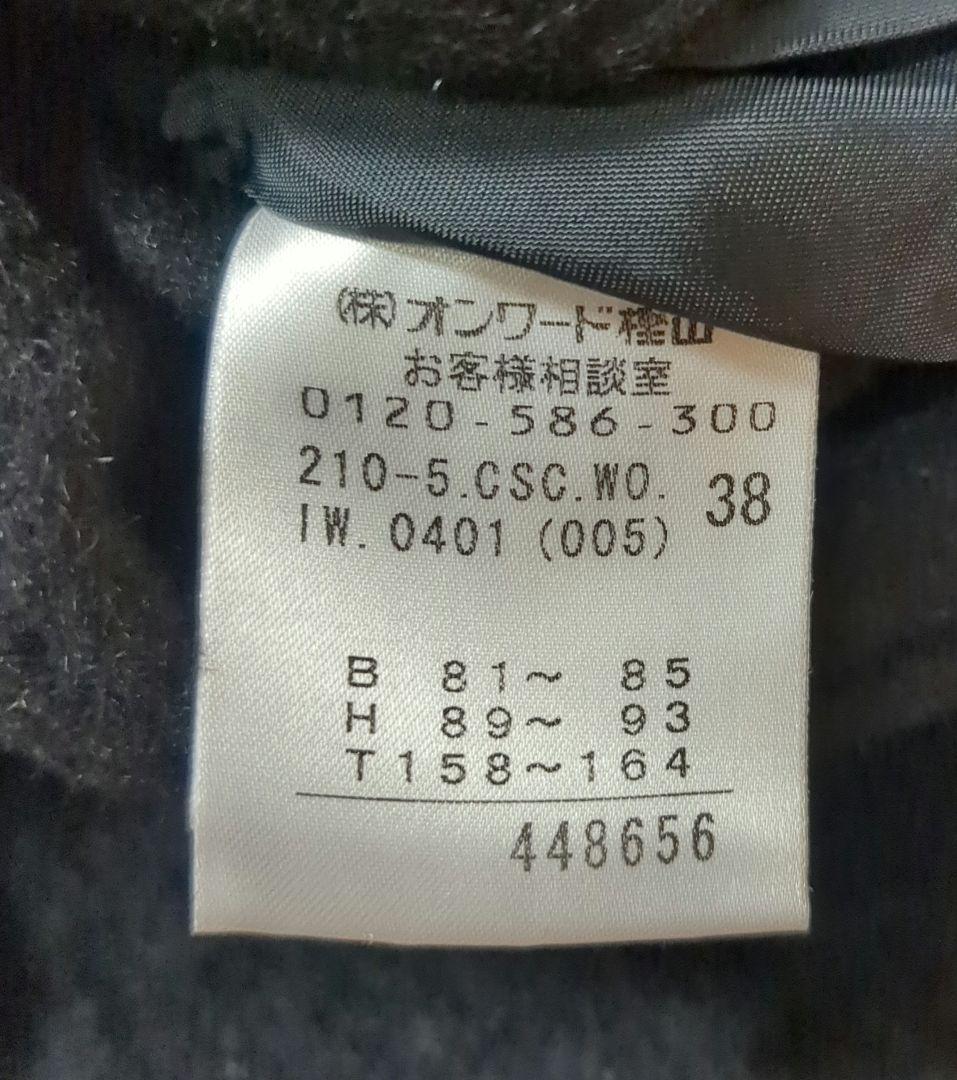 (株)オンワード樫山
お客様相談室
0120-586-300
210-5.CSC.WO. 38
IW.0401 (005)
B 81～ 85
H 89～ 93
T158～164
448656